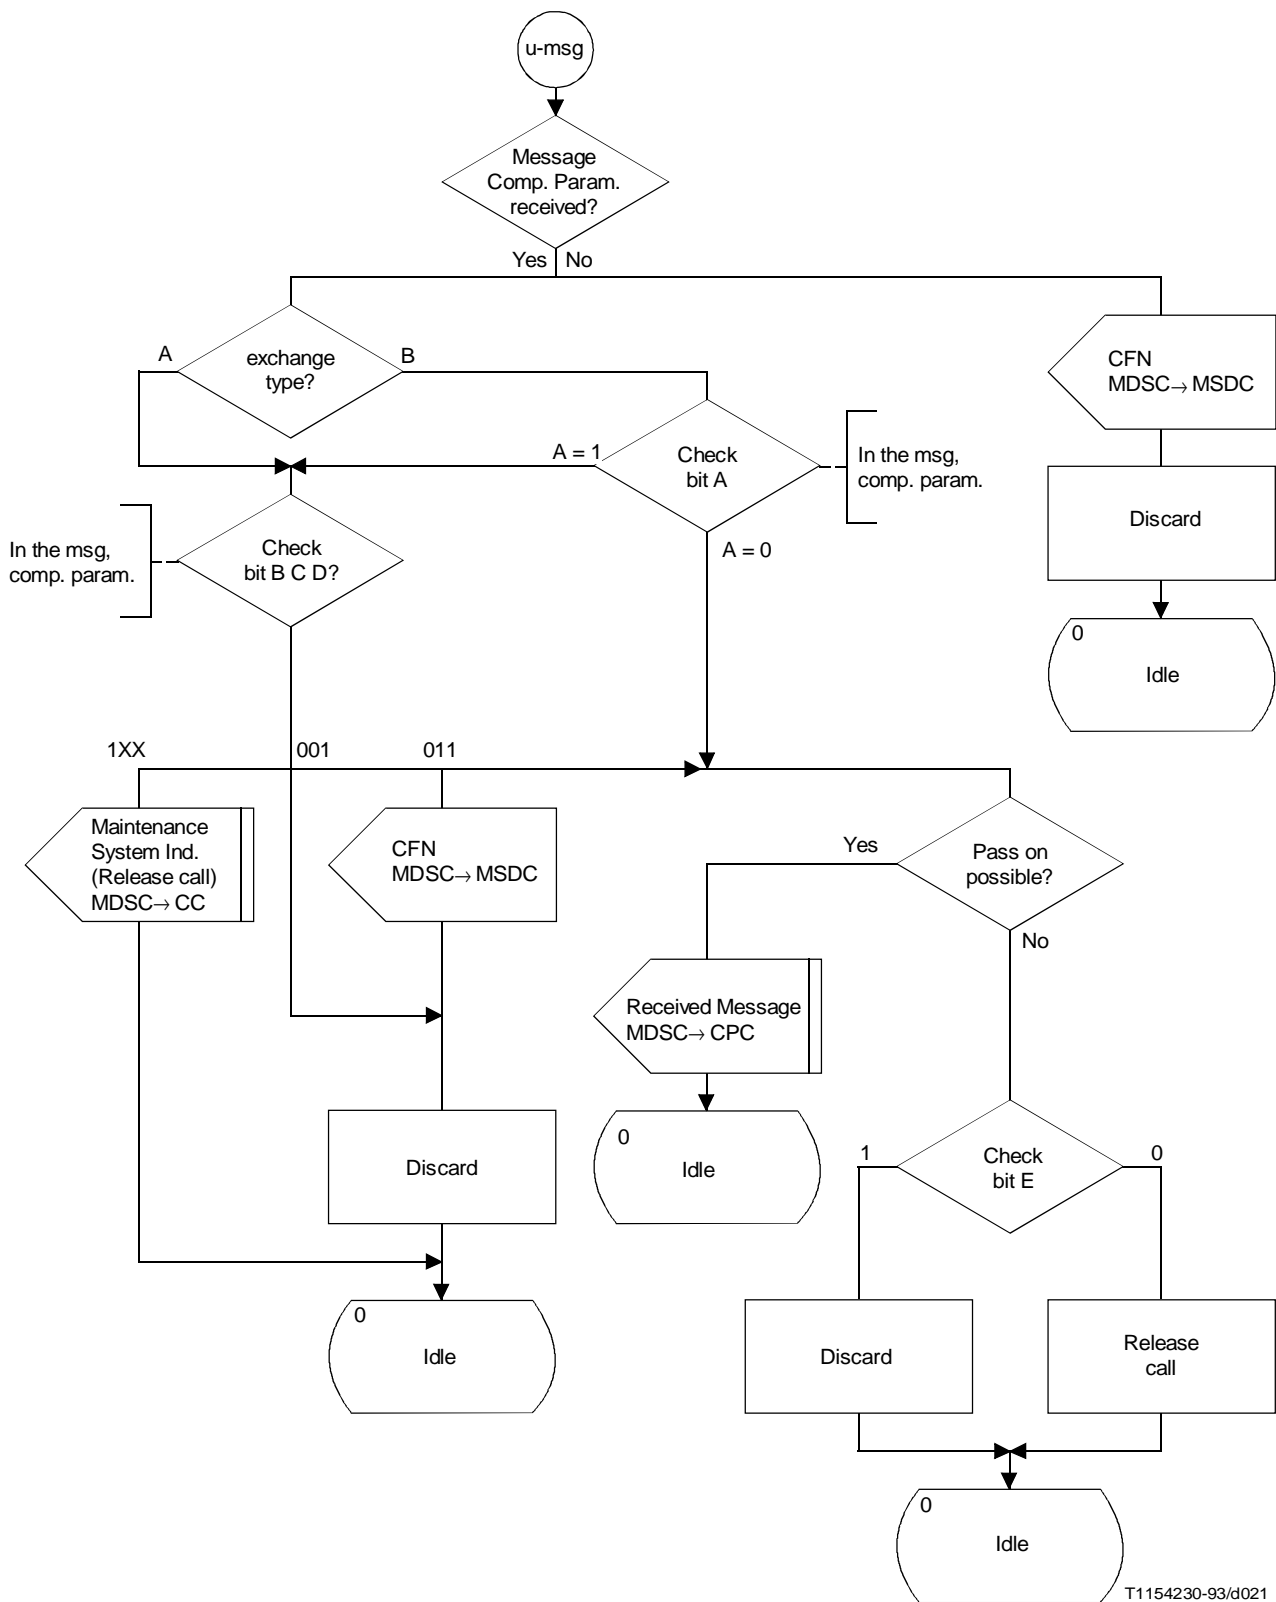 u-msg
Message
Comp. Param.
received?
Yes
No
exchange
type?
A
B
CFN
MDSC→ MSDC
Check
bit A
A = 1
In the msg,
comp. param.
Discard
A = 0
In the msg,
comp. param.
Check
bit B C D?
0
Idle
1XX
001
011
Maintenance
System Ind.
(Release call)
MDSC→ CC
CFN
MDSC→ MSDC
Yes
Pass on
possible?
No
Received Message
MDSC→ CPC
0
Idle
Discard
1
Check
bit E
0
0
Idle
Discard
Release
call
0
Idle
T1154230-93/d021